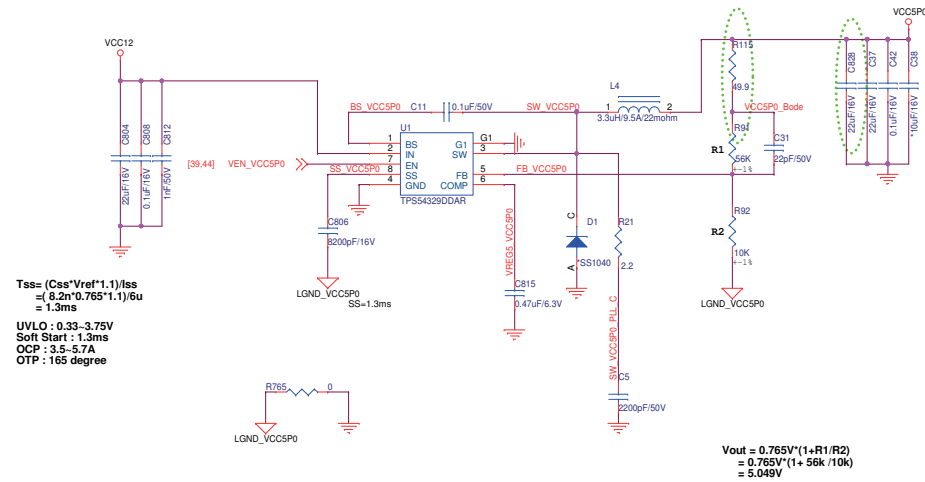 VCC12
VCC5P0
C804
22uF/16V
C808
0.1uF/16V
C812
1nF/50V
[39,44] VEN_VCC5P0
BS_VCC5P0
C11
0.1uF/50V
SW_VCC5P0
L4
1 2
3.3uH/9.5A/22mohm
R115
49.9
VCC5P0_Bode
C828
22uF/16V
C37
22uF/16V
C42
0.1uF/16V
C38
*10uF/16V
U1
1 BS G1 G1
2 IN SW 3
7 EN
8 SS FB 5
4 GND COMP 6
TPS54329DDAR
SS_VCC5P0
FB_VCC5P0
R1
R91
56K
+-1%
C31
22pF/50V
R2
R92
10K
+-1%
LGND_VCC5P0
C806
8200pF/16V
LGND_VCC5P0
SS=1.3ms
VREG5_VCC5P0
C815
0.47uF/6.3V
C
D1
A
*SS1040
R21
2.2
SW_VCC5P0_PLL_C
C5
2200pF/50V
Tss= (Css*Vref*1.1)/Iss
=( 8.2n*0.765*1.1)/6u
= 1.3ms
UVLO : 0.33~3.75V
Soft Start : 1.3ms
OCP : 3.5~5.7A
OTP : 165 degree
R765
0
LGND_VCC5P0
Vout = 0.765V*(1+R1/R2)
= 0.765V*(1+ 56k /10k)
= 5.049V